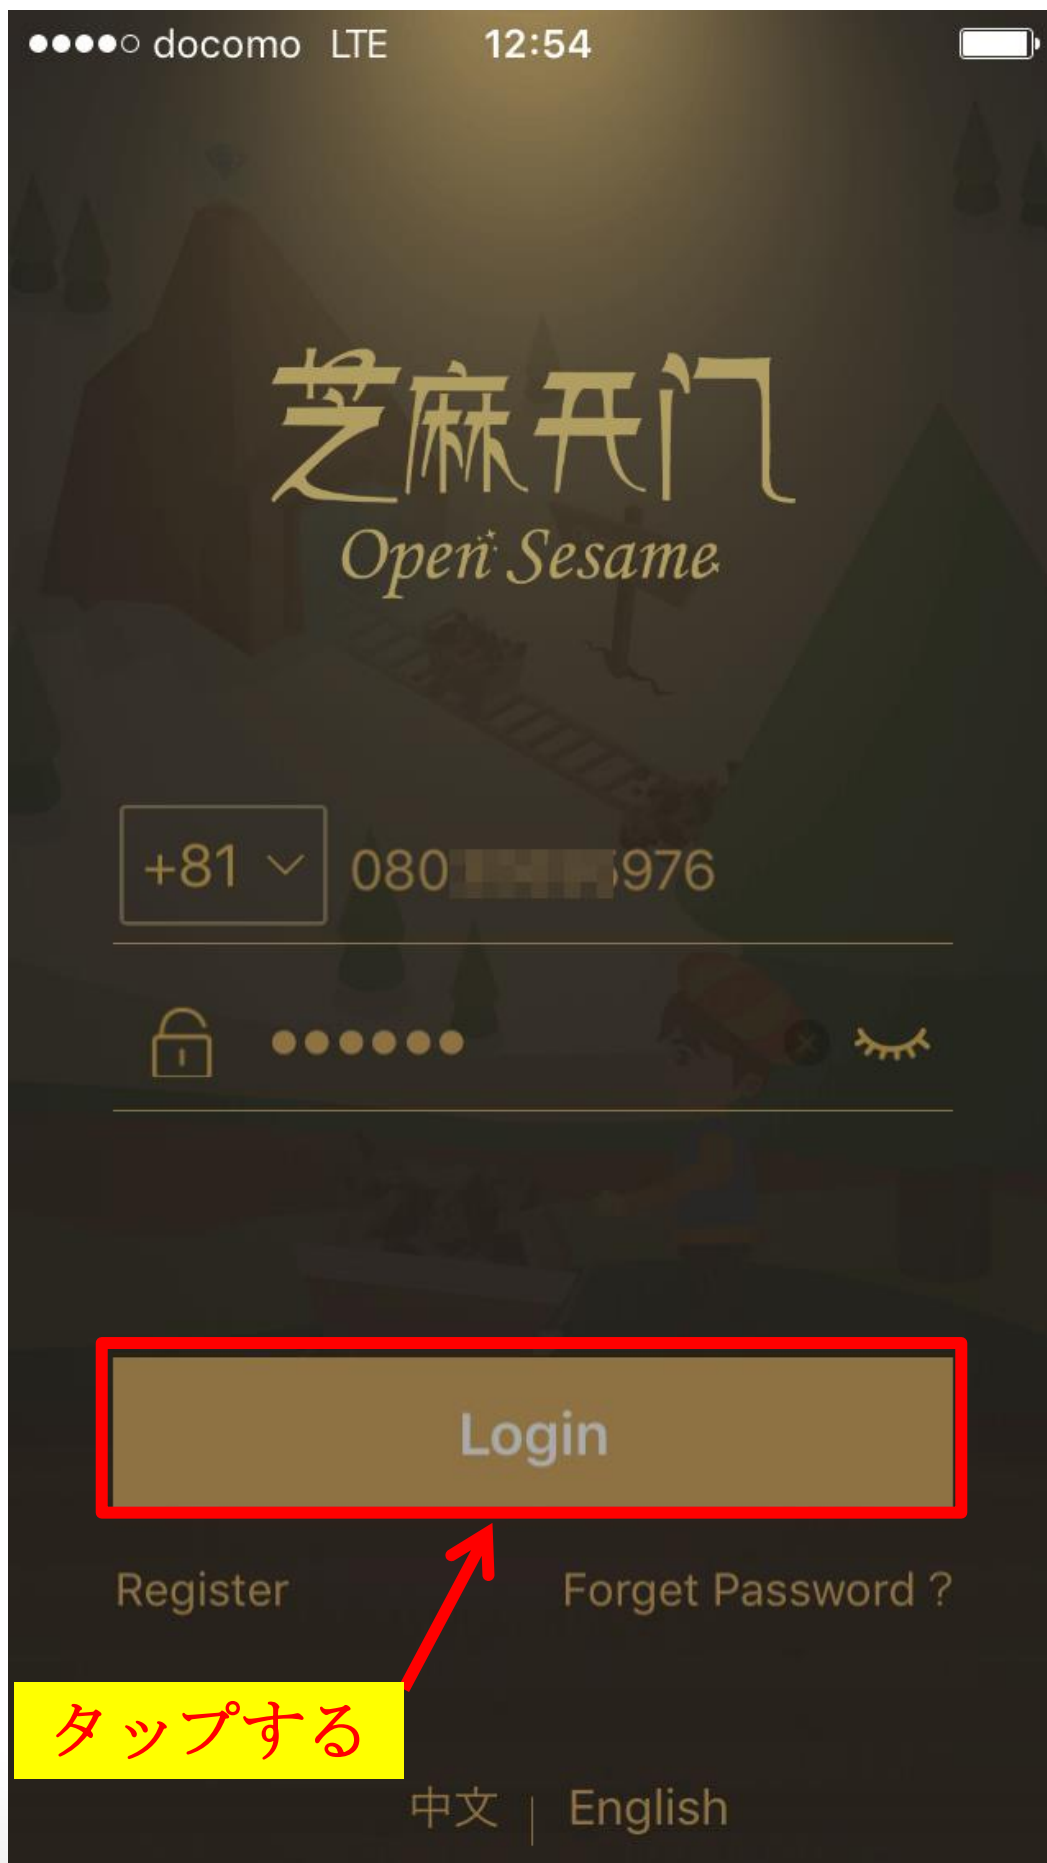 docomo LTE 12:54
芝麻开门
Open Sesame
+81 080 976
Login
Register Forget Password ?
タップする
中文 | English